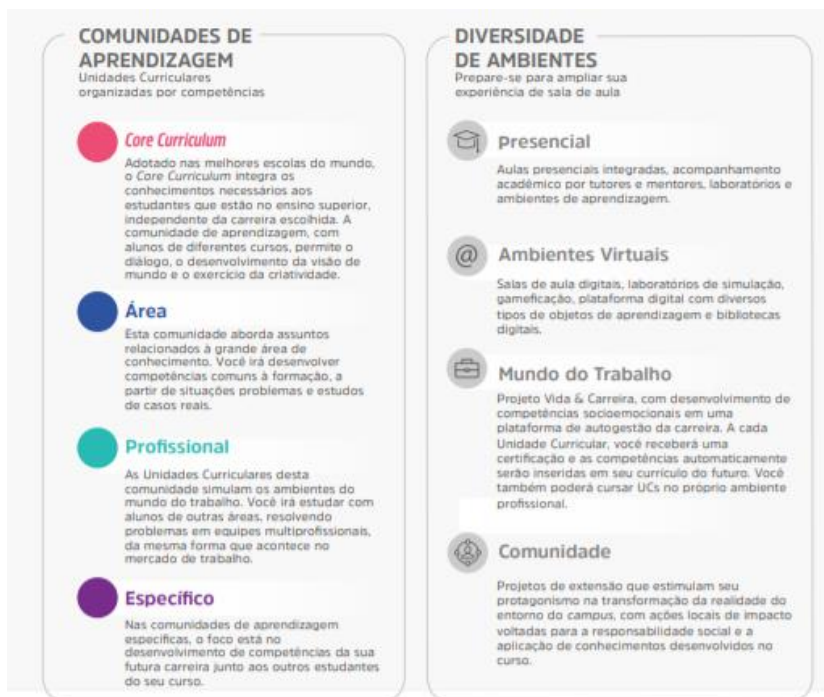 COMUNIDADES DE
APRENDIZAGEM
Unidades Curriculares
organizadas por competências
Core Curriculum
Adotado nas melhores escolas do mundo,
o Core Curriculum integra os
conhecimentos necessários aos
estudantes que estão no ensino superior,
independente da carreira escolhida. A
comunidade de aprendizagem, com
alunos de diferentes cursos, permite o
diálogo, o desenvolvimento da visão de
mundo e o exercício da criatividade.
Área
Esta comunidade aborda assuntos
relacionados à grande área de
conhecimento. Você irá desenvolver
competências comuns à formação, a
partir de situações problemas e estudos
de casos reais.
Profissional
As Unidades Curriculares desta
comunidade simulam os ambientes do
mundo do trabalho. Você irá estudar com
alunos de outras áreas, resolvendo
problemas em equipes multiprofissionais,
da mesma forma que acontece no
mercado de trabalho.
Específico
Nas comunidades de aprendizagem
específicas, o foco está no
desenvolvimento de competências da sua
futura carreira junto aos outros estudantes
do seu curso.
DIVERSIDADE
DE AMBIENTES
Prepare-se para ampliar sua
experiência de sala de aula
Presencial
Aulas presenciais integradas, acompanhamento
acadêmico por tutores e mentores, laboratórios e
ambientes de aprendizagem.
@ Ambientes Virtuais
Salas de aula digitais, laboratórios de simulação,
gameficação, plataforma digital com diversos
tipos de objetos de aprendizagem e bibliotecas
digitais.
Mundo do Trabalho
Projeto Vida & Carreira, com desenvolvimento de
competências socioemocionais em uma
plataforma de autogestão da carreira. A cada
Unidade Curricular, você receberá uma
certificação e as competências automaticamente
serão inseridas em seu currículo do futuro. Você
também poderá cursar UCs no próprio ambiente
profissional.
Comunidade
Projetos de extensão que estimulam seu
protagonismo na transformação da realidade do
entorno do campus, com ações locais de impacto
voltadas para a responsabilidade social e a
aplicação de conhecimentos desenvolvidos no
curso.